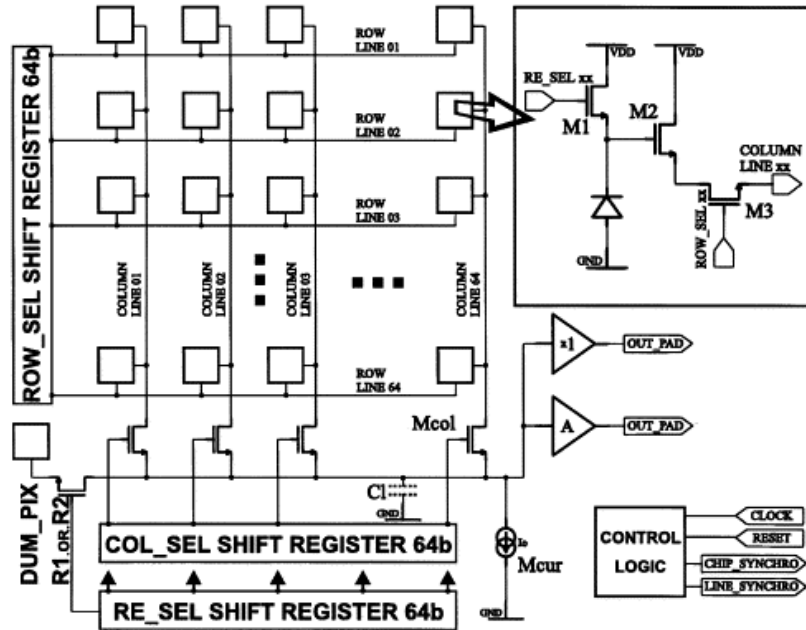 ROW_SEL SHIFT REGISTER 64b
ROW
LINE 01
ROW
LINE 02
ROW
LINE 03
ROW
LINE 64
COLUMN
LINE 01
COLUMN
LINE 02
COLUMN
LINE 03
COLUMN
LINE 64
VDD
VDD
RE_SEL xx
M1
M2
COLUMN
LINE xx
M3
ROW_SEL xx
GND
x1
OUT_PAD
A
OUT_PAD
Mcol
DUM_PIX
R1.OR.R2
Cl
GND
COL_SEL SHIFT REGISTER 64b
RE_SEL SHIFT REGISTER 64b
Io
Mcur
GND
CONTROL
LOGIC
CLOCK
RESET
CHIP_SYNCHRO
LINE_SYNCHRO